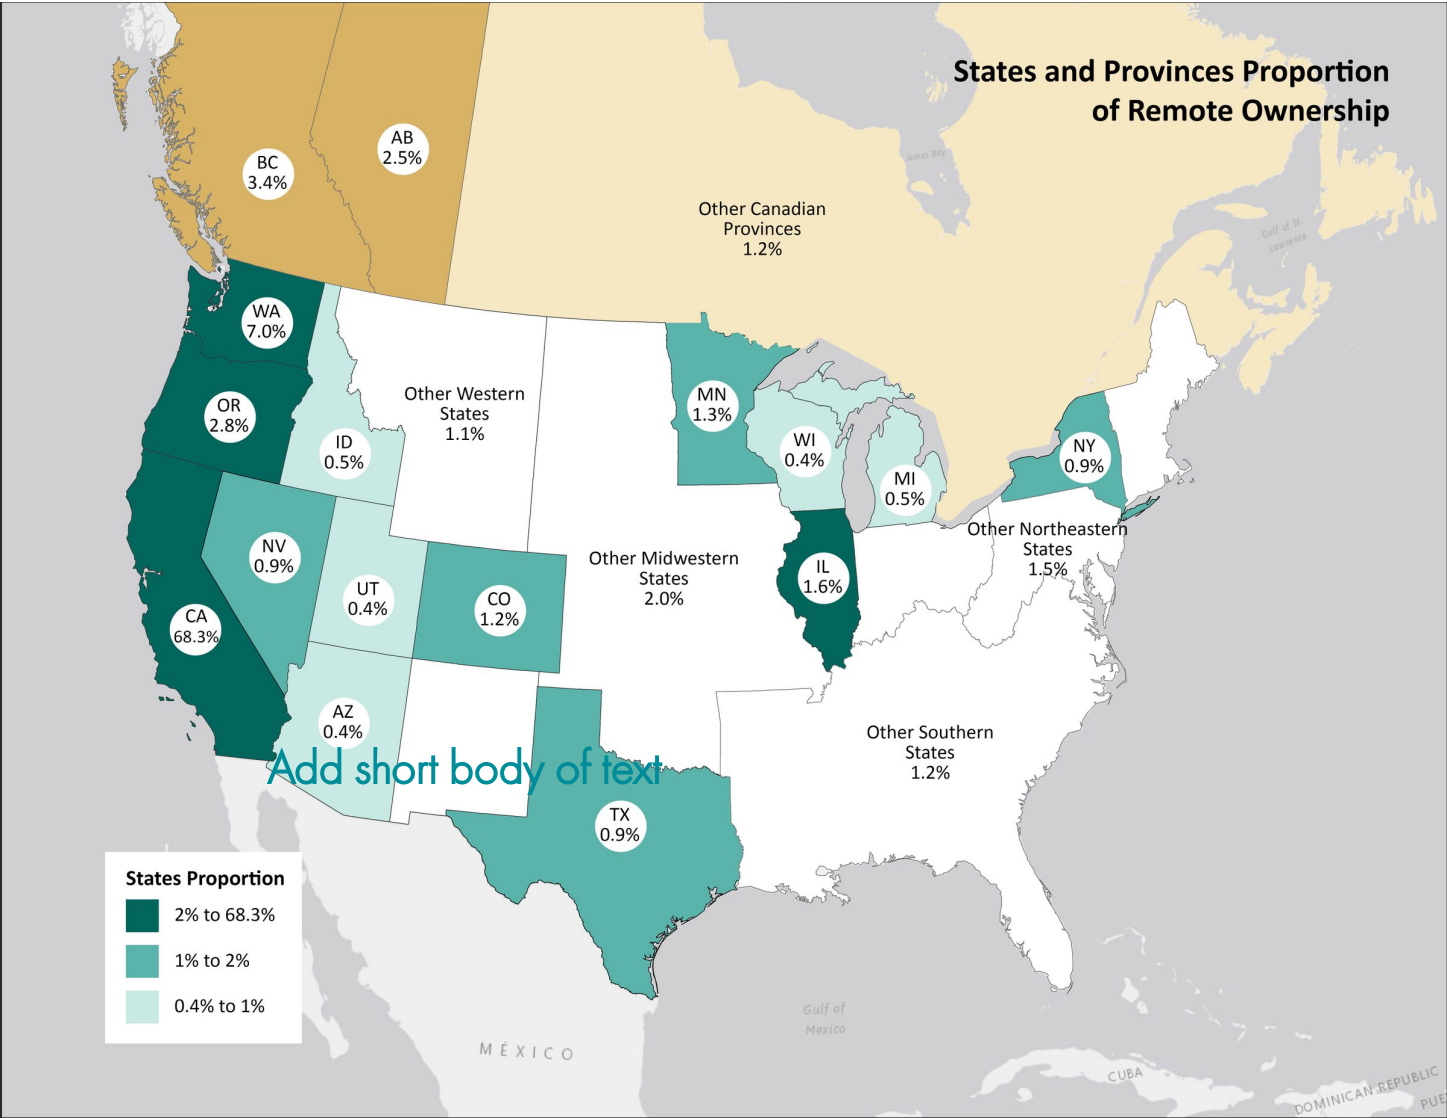 States and Provinces Proportion
of Remote Ownership
AB
2.5%
BC
3.4%
James Bay
Other Canadian
Provinces
1.2%
Gulf of St
Lawrence
WA
7.0%
OR
2.8%
ID
0.5%
Other Western
States
1.1%
MN
1.3%
WI
0.4%
MI
0.5%
NY
0.9%
Other Northeastern
States
1.5%
NV
0.9%
UT
0.4%
CO
1.2%
Other Midwestern
States
2.0%
IL
1.6%
CA
68.3%
AZ
0.4%
Add short body of text
Other Southern
States
1.2%
TX
0.9%
States Proportion
2% to 68.3%
1% to 2%
0.4% to 1%
Gulf of
Mexico
MÉXICO
CUBA
DOMINICAN REPUBLIC
PUE